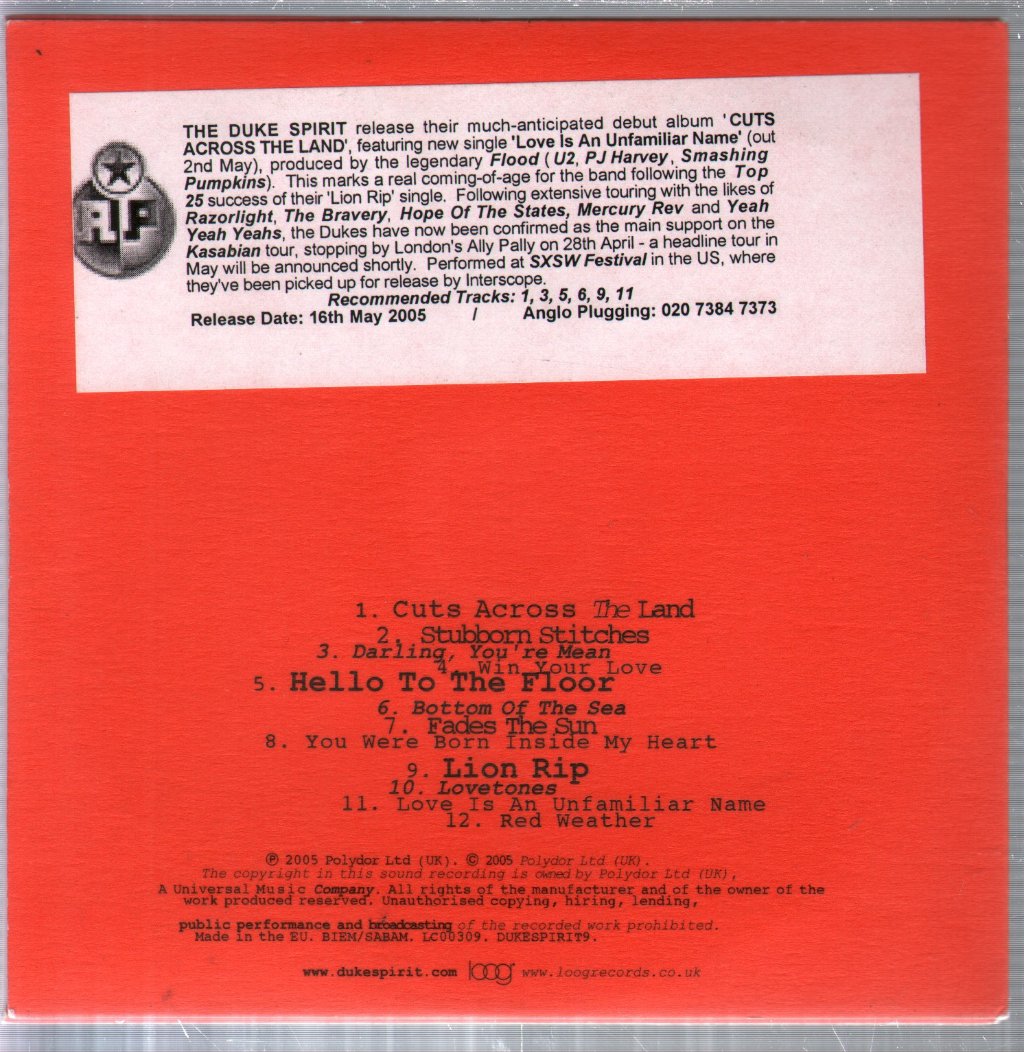 THE DUKE SPIRIT release their much-anticipated debut album 'CUTS
ACROSS THE LAND', featuring new single 'Love Is An Unfamiliar Name' (out
2nd May), produced by the legendary Flood ( U2, PJ Harvey, Smashing
Pumpkins). This marks a real coming-of-age for the band following the Top
25 success of their 'Lion Rip' single. Following extensive touring with the likes of
Razorlight, The Bravery, Hope Of The States, Mercury Rev and Yeah
Yeah Yeahs, the Dukes have now been confirmed as the main support on the
Kasabian tour, stopping by London's Ally Pally on 28th April - a headline tour in
May will be announced shortly. Performed at SXSW Festival in the US, where
they've been picked up for release by Interscope.
Recommended Tracks: 1, 3, 5, 6, 9, 11
Release Date: 16th May 2005 / Anglo Plugging: 020 7384 7373
RIP
1. Cuts Across The Land
2. Stubborn Stitches
3. Darling, You're Mean
4. Win Your Love
5. Hello To The Floor
6. Bottom Of The Sea
7. Fades The Sun
8. You Were Born Inside My Heart
9. Lion Rip
10. Lovetones
11. Love Is An Unfamiliar Name
12. Red Weather
℗ 2005 Polydor Ltd (UK). © 2005 Polydor Ltd (UK).
The copyright in this sound recording is owned by Polydor Ltd (UK),
A Universal Music Company. All rights of the manufacturer and of the owner of the
work produced reserved. Unauthorised copying, hiring, lending,
public performance and broadcasting of the recorded work prohibited.
Made in the EU. BIEM/SABAM. LC00309. DUKESPIRIT9.
www.dukespirit.com loog www.loogrecords.co.uk